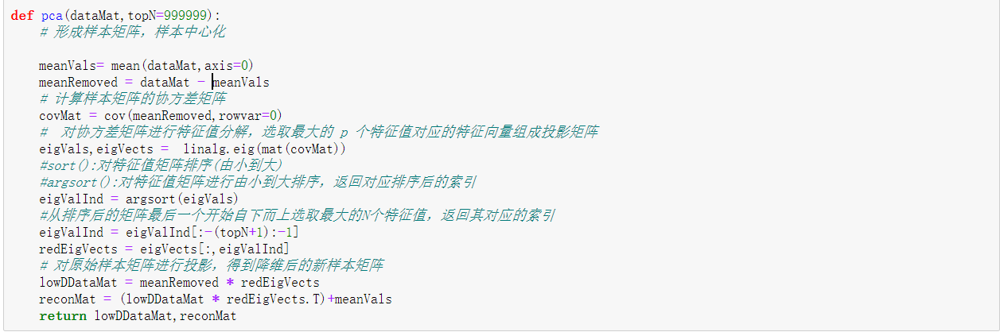 def pca(dataMat,topN=999999):
    # 形成样本矩阵，样本中心化
    meanVals= mean(dataMat,axis=0)
    meanRemoved = dataMat - meanVals
    # 计算样本矩阵的协方差矩阵
    covMat = cov(meanRemoved,rowvar=0)
    #  对协方差矩阵进行特征值分解，选取最大的 p 个特征值对应的特征向量组成投影矩阵
    eigVals,eigVects =  linalg.eig(mat(covMat))
    #sort():对特征值矩阵排序(由小到大)
    #argsort():对特征值矩阵进行由小到大排序，返回对应排序后的索引
    eigValInd = argsort(eigVals)
    #从排序后的矩阵最后一个开始自下而上选取最大的N个特征值，返回其对应的索引
    eigValInd = eigValInd[:-(topN+1):-1]
    redEigVects = eigVects[:,eigValInd]
    # 对原始样本矩阵进行投影，得到降维后的新样本矩阵
    lowDDataMat = meanRemoved * redEigVects
    reconMat = (lowDDataMat * redEigVects.T)+meanVals
    return lowDDataMat,reconMat